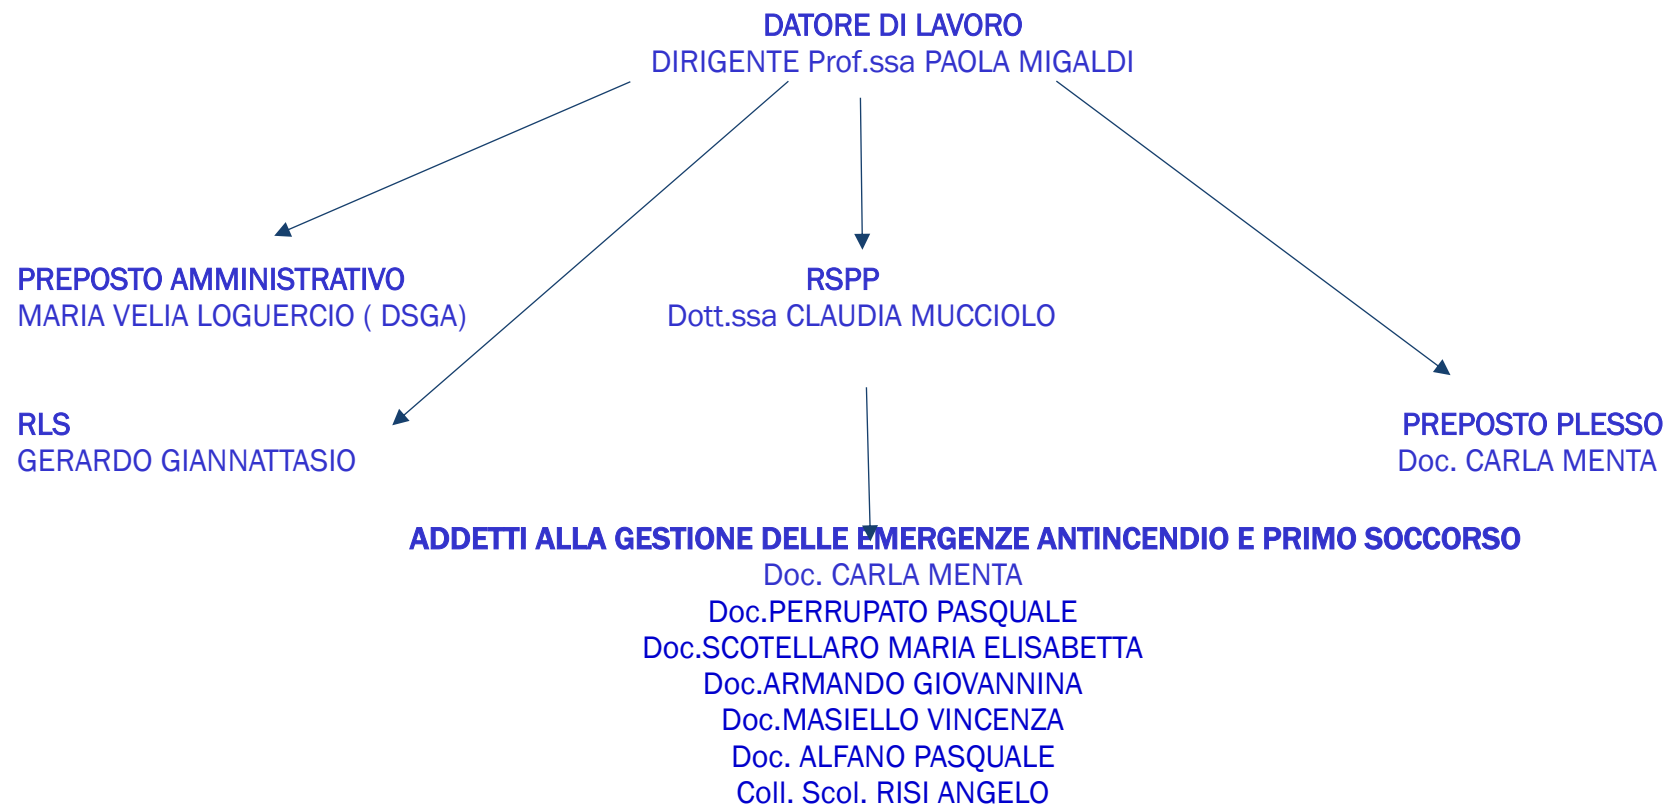 DATORE DI LAVORO
DIRIGENTE Prof.ssa PAOLA MIGALDI
PREPOSTO AMMINISTRATIVO
MARIA VELIA LOGUERCIO ( DSGA)
RSPP
Dott.ssa CLAUDIA MUCCIOLO
RLS
GERARDO GIANNATTASIO
PREPOSTO PLESSO
Doc. CARLA MENTA
ADDETTI ALLA GESTIONE DELLE EMERGENZE ANTINCENDIO E PRIMO SOCCORSO
Doc. CARLA MENTA
Doc.PERRUPATO PASQUALE
Doc.SCOTELLARO MARIA ELISABETTA
Doc.ARMANDO GIOVANNINA
Doc.MASIELLO VINCENZA
Doc. ALFANO PASQUALE
Coll. Scol. RISI ANGELO